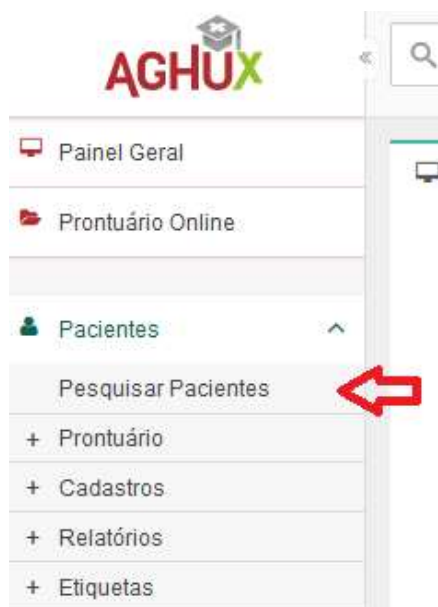 AGHUX
Painel Geral
Prontuário Online
Pacientes
Pesquisar Pacientes
+ Prontuário
+ Cadastros
+ Relatórios
+ Etiquetas